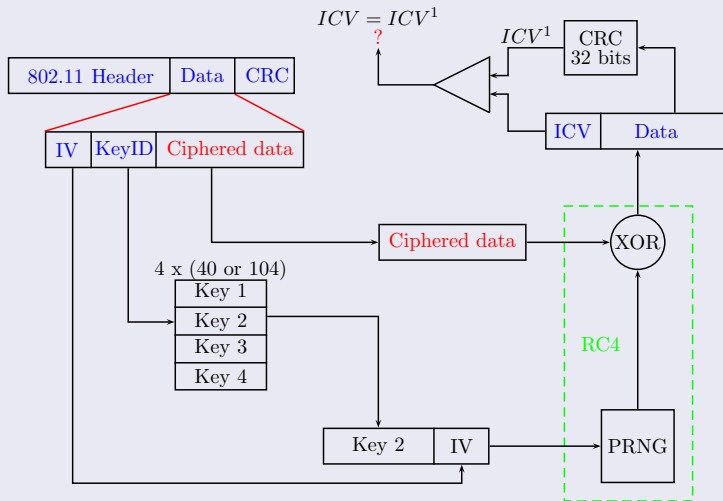 ICV = ICV¹
?
ICV¹
CRC
32 bits
802.11 Header
Data
CRC
ICV
Data
IV
KeyID
Ciphered data
Ciphered data
XOR
4 x (40 or 104)
Key 1
Key 2
Key 3
Key 4
RC4
Key 2
IV
PRNG